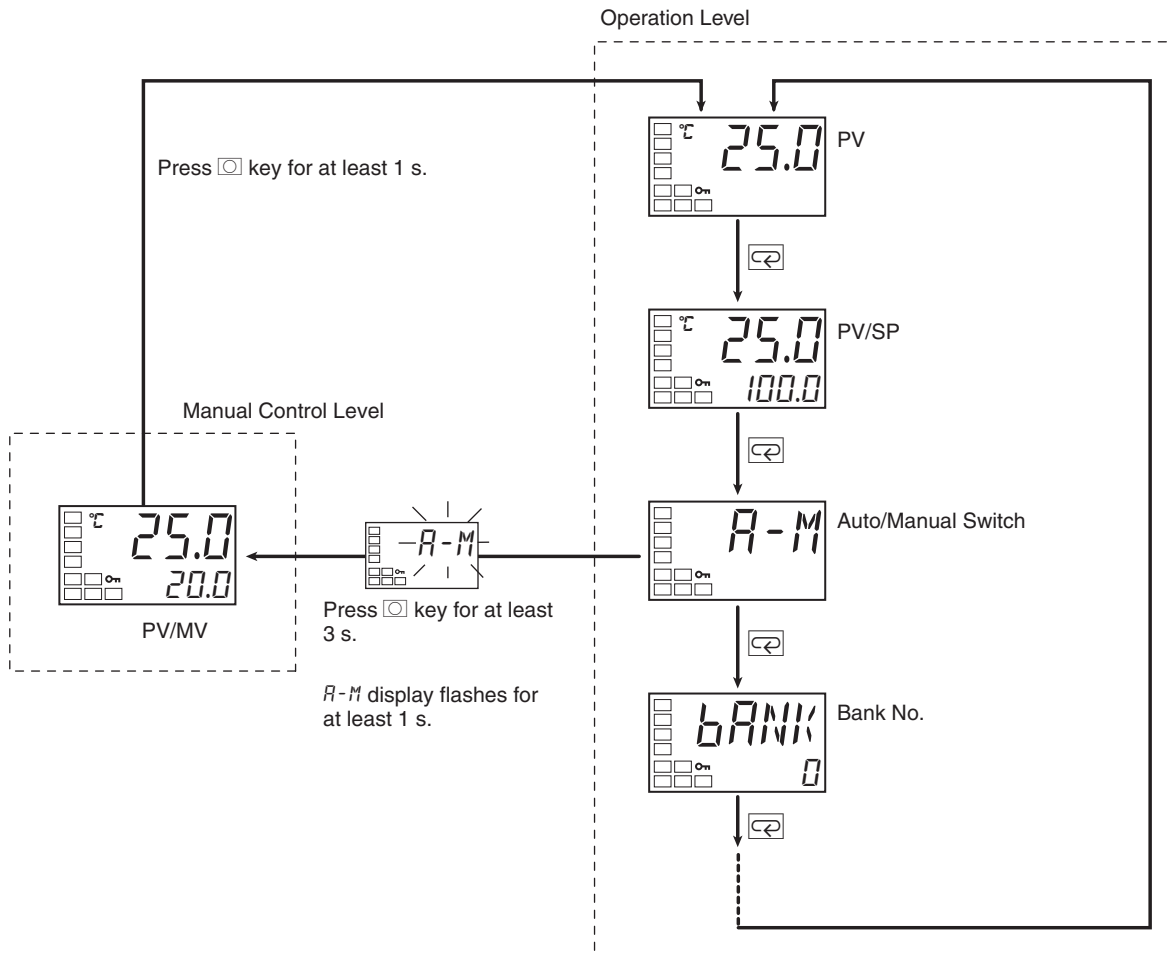 Operation Level
℃ 25.0
PV
Press key for at least 1 s.
℃ 25.0
100.0
PV/SP
Manual Control Level
℃ 25.0
20.0
PV/MV
A-M
Press key for at least
3 s.
A-M display flashes for
at least 1 s.
A-M
Auto/Manual Switch
bANK
0
Bank No.